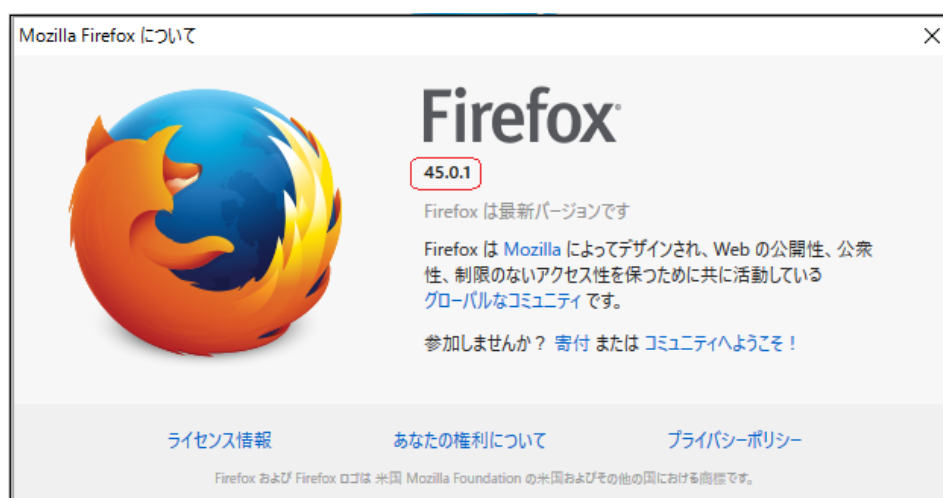 Mozilla Firefox について
Firefox
45.0.1
Firefox は最新バージョンです
Firefox は Mozilla によってデザインされ、Web の公開性、公衆
性、制限のないアクセス性を保つために共に活動している
グローバルなコミュニティ です。
参加しませんか？ 寄付 または コミュニティへようこそ！
ライセンス情報 あなたの権利について プライバシーポリシー
Firefox および Firefox ロゴは 米国 Mozilla Foundation の米国およびその他の国における商標です。